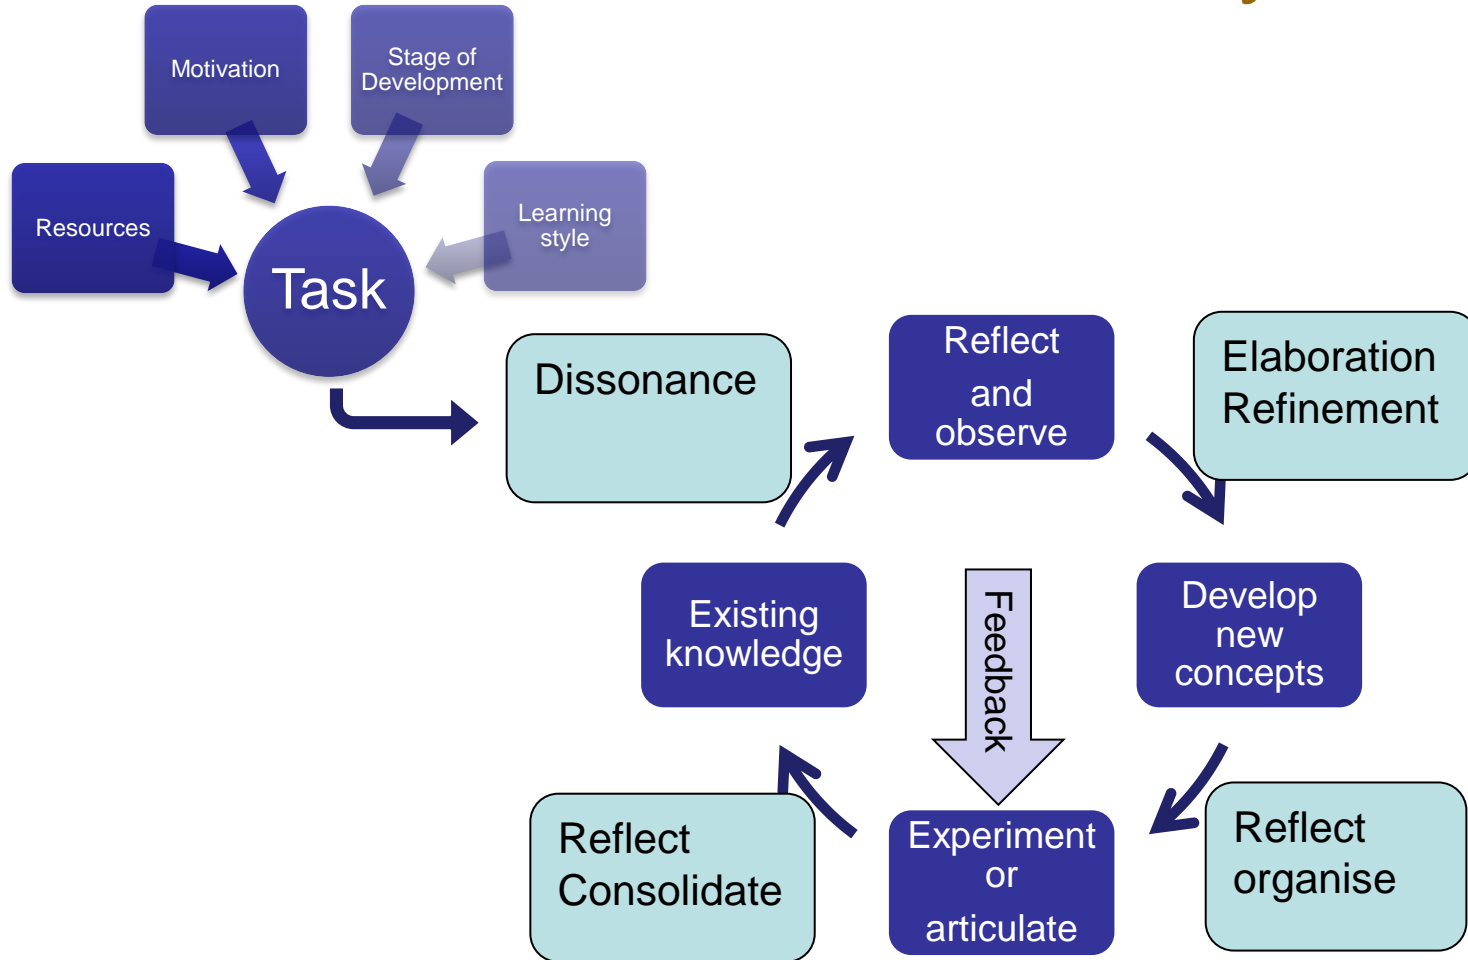 Motivation
Stage of
Development
Resources
Learning
style
Task
Dissonance
Reflect
and
observe
Elaboration
Refinement
Existing
knowledge
Feedback
Develop
new
concepts
Reflect
Consolidate
Experiment
or
articulate
Reflect
organise